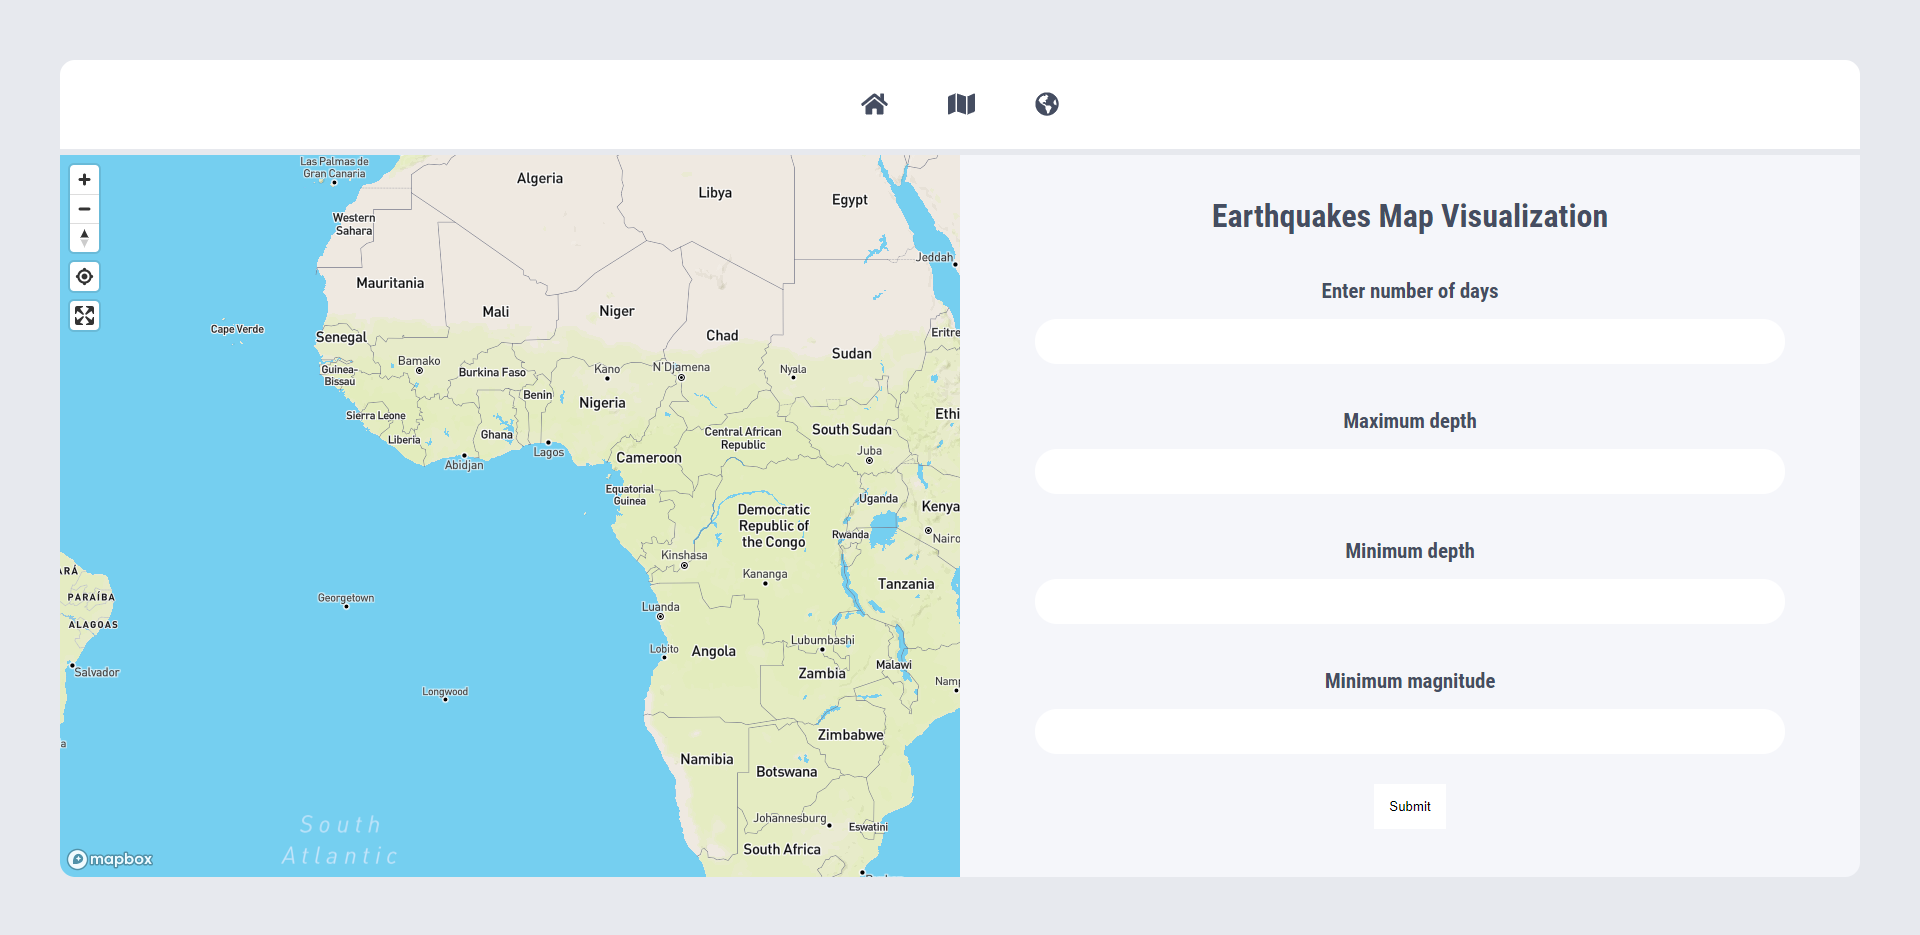 Las Palmas de
Gran Canaria
Algeria
Libya
Egypt
Western
Sahara
Jeddah
Mauritania
Mali
Niger
Chad
Cape Verde
Senegal
Eritre
Sudan
Bamako
Guinea-
Bissau
Burkina Faso
Kano
N'Djamena
Nyala
Benin
Nigeria
Sierra Leone
Ethi
Liberia
Ghana
Central African
Republic
South Sudan
Lagos
Abidjan
Cameroon
Juba
Equatorial
Guinea
Uganda
Kenya
Democratic
Republic of
the Congo
Rwanda
Nairo
Kinshasa
Kananga
Tanzania
ARÁ
PARAÍBA
ALAGOAS
Georgetown
Luanda
Lobito
Angola
Lubumbashi
Malawi
Salvador
Zambia
Nam
Longwood
a
Zimbabwe
Namibia
Botswana
Johannesburg
Eswatini
South
Atlantic
South Africa
mapbox
Earthquakes Map Visualization
Enter number of days
Maximum depth
Minimum depth
Minimum magnitude
Submit